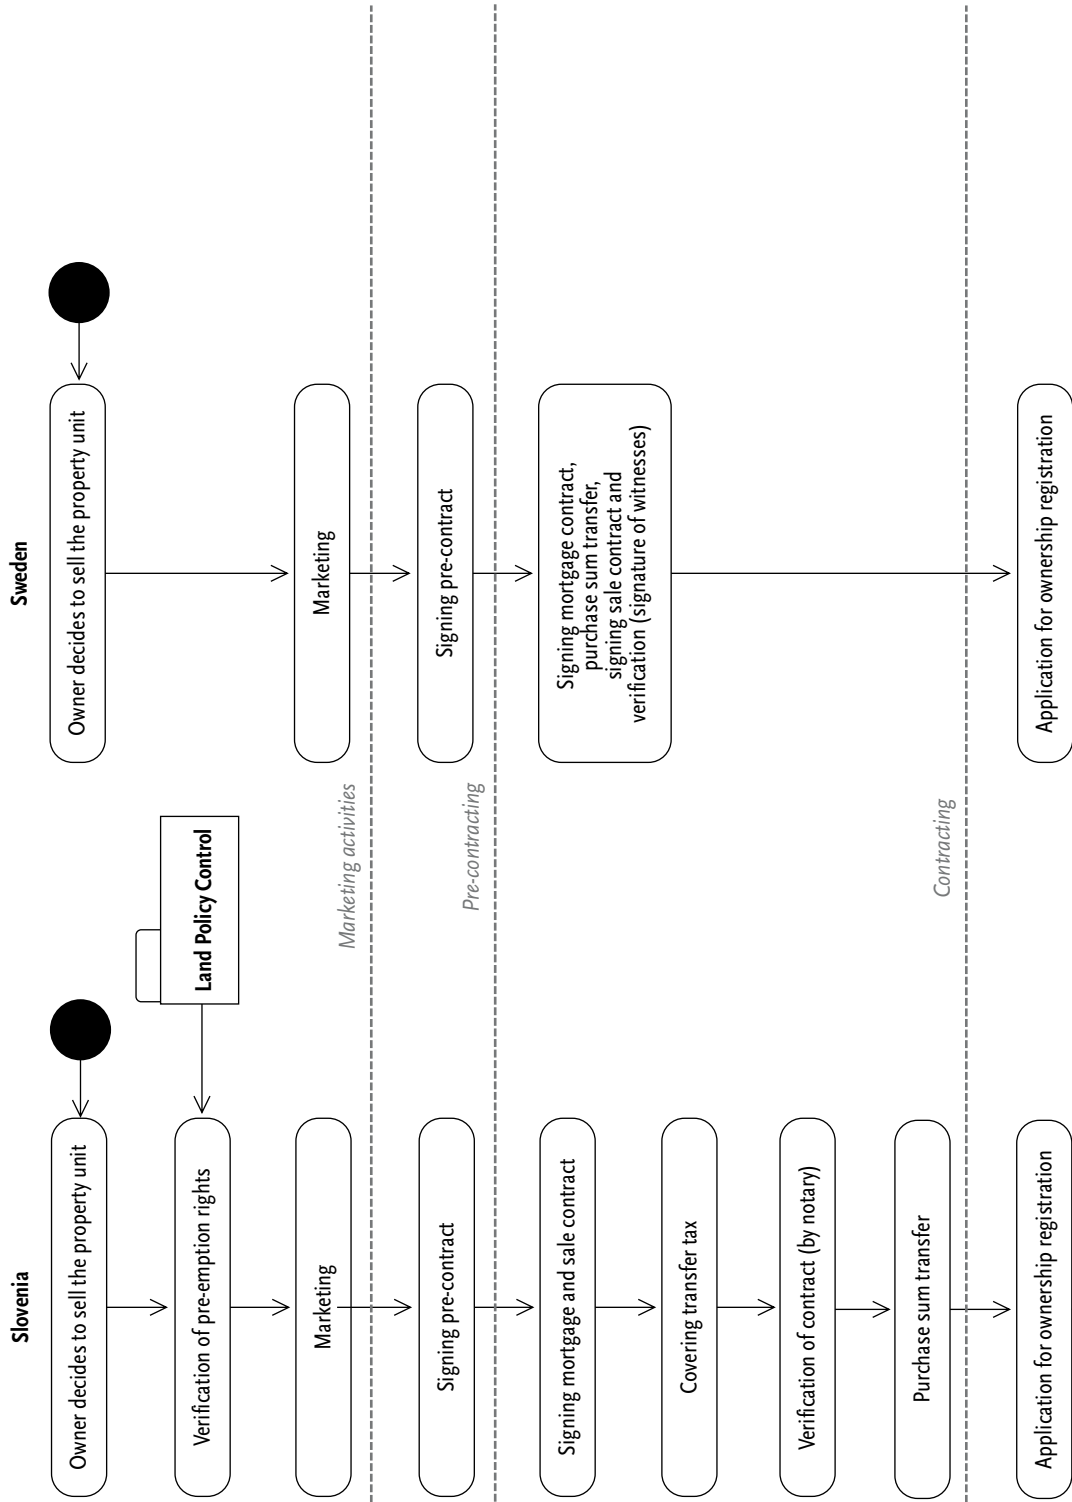 Slovenia
Owner decides to sell the property unit
Verification of pre-emption rights
Land Policy Control
Marketing
Signing pre-contract
Signing mortgage and sale contract
Covering transfer tax
Verification of contract (by notary)
Purchase sum transfer
Application for ownership registration
Marketing activities
Pre-contracting
Contracting
Sweden
Owner decides to sell the property unit
Marketing
Signing pre-contract
Signing mortgage contract,
purchase sum transfer,
signing sale contract and
verification (signature of witnesses)
Application for ownership registration